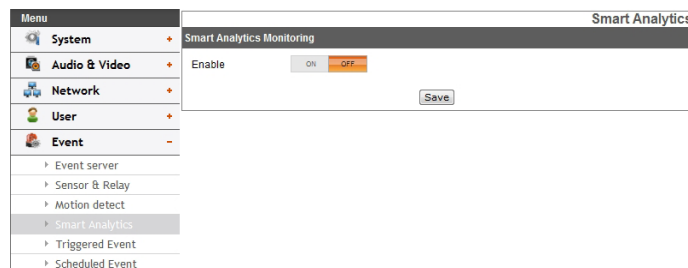 Menu
System +
Audio & Video +
Network +
User +
Event -
Event server
Sensor & Relay
Motion detect
Smart Analytics
Triggered Event
Scheduled Event
Smart Analytics
Smart Analytics Monitoring
Enable ON OFF
Save